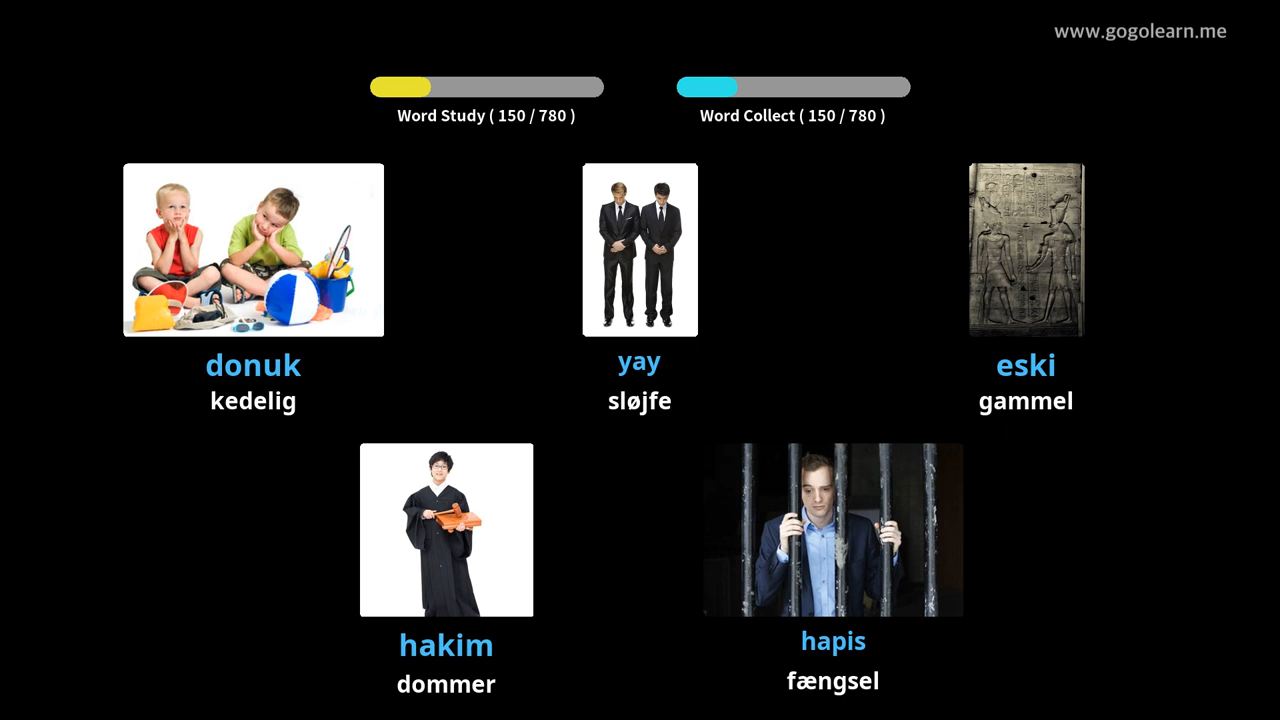 www.gogolearn.me
Word Study ( 150 / 780 )
Word Collect ( 150 / 780 )
donuk
kedelig
yay
sløjfe
eski
gammel
hakim
dommer
hapis
fængsel